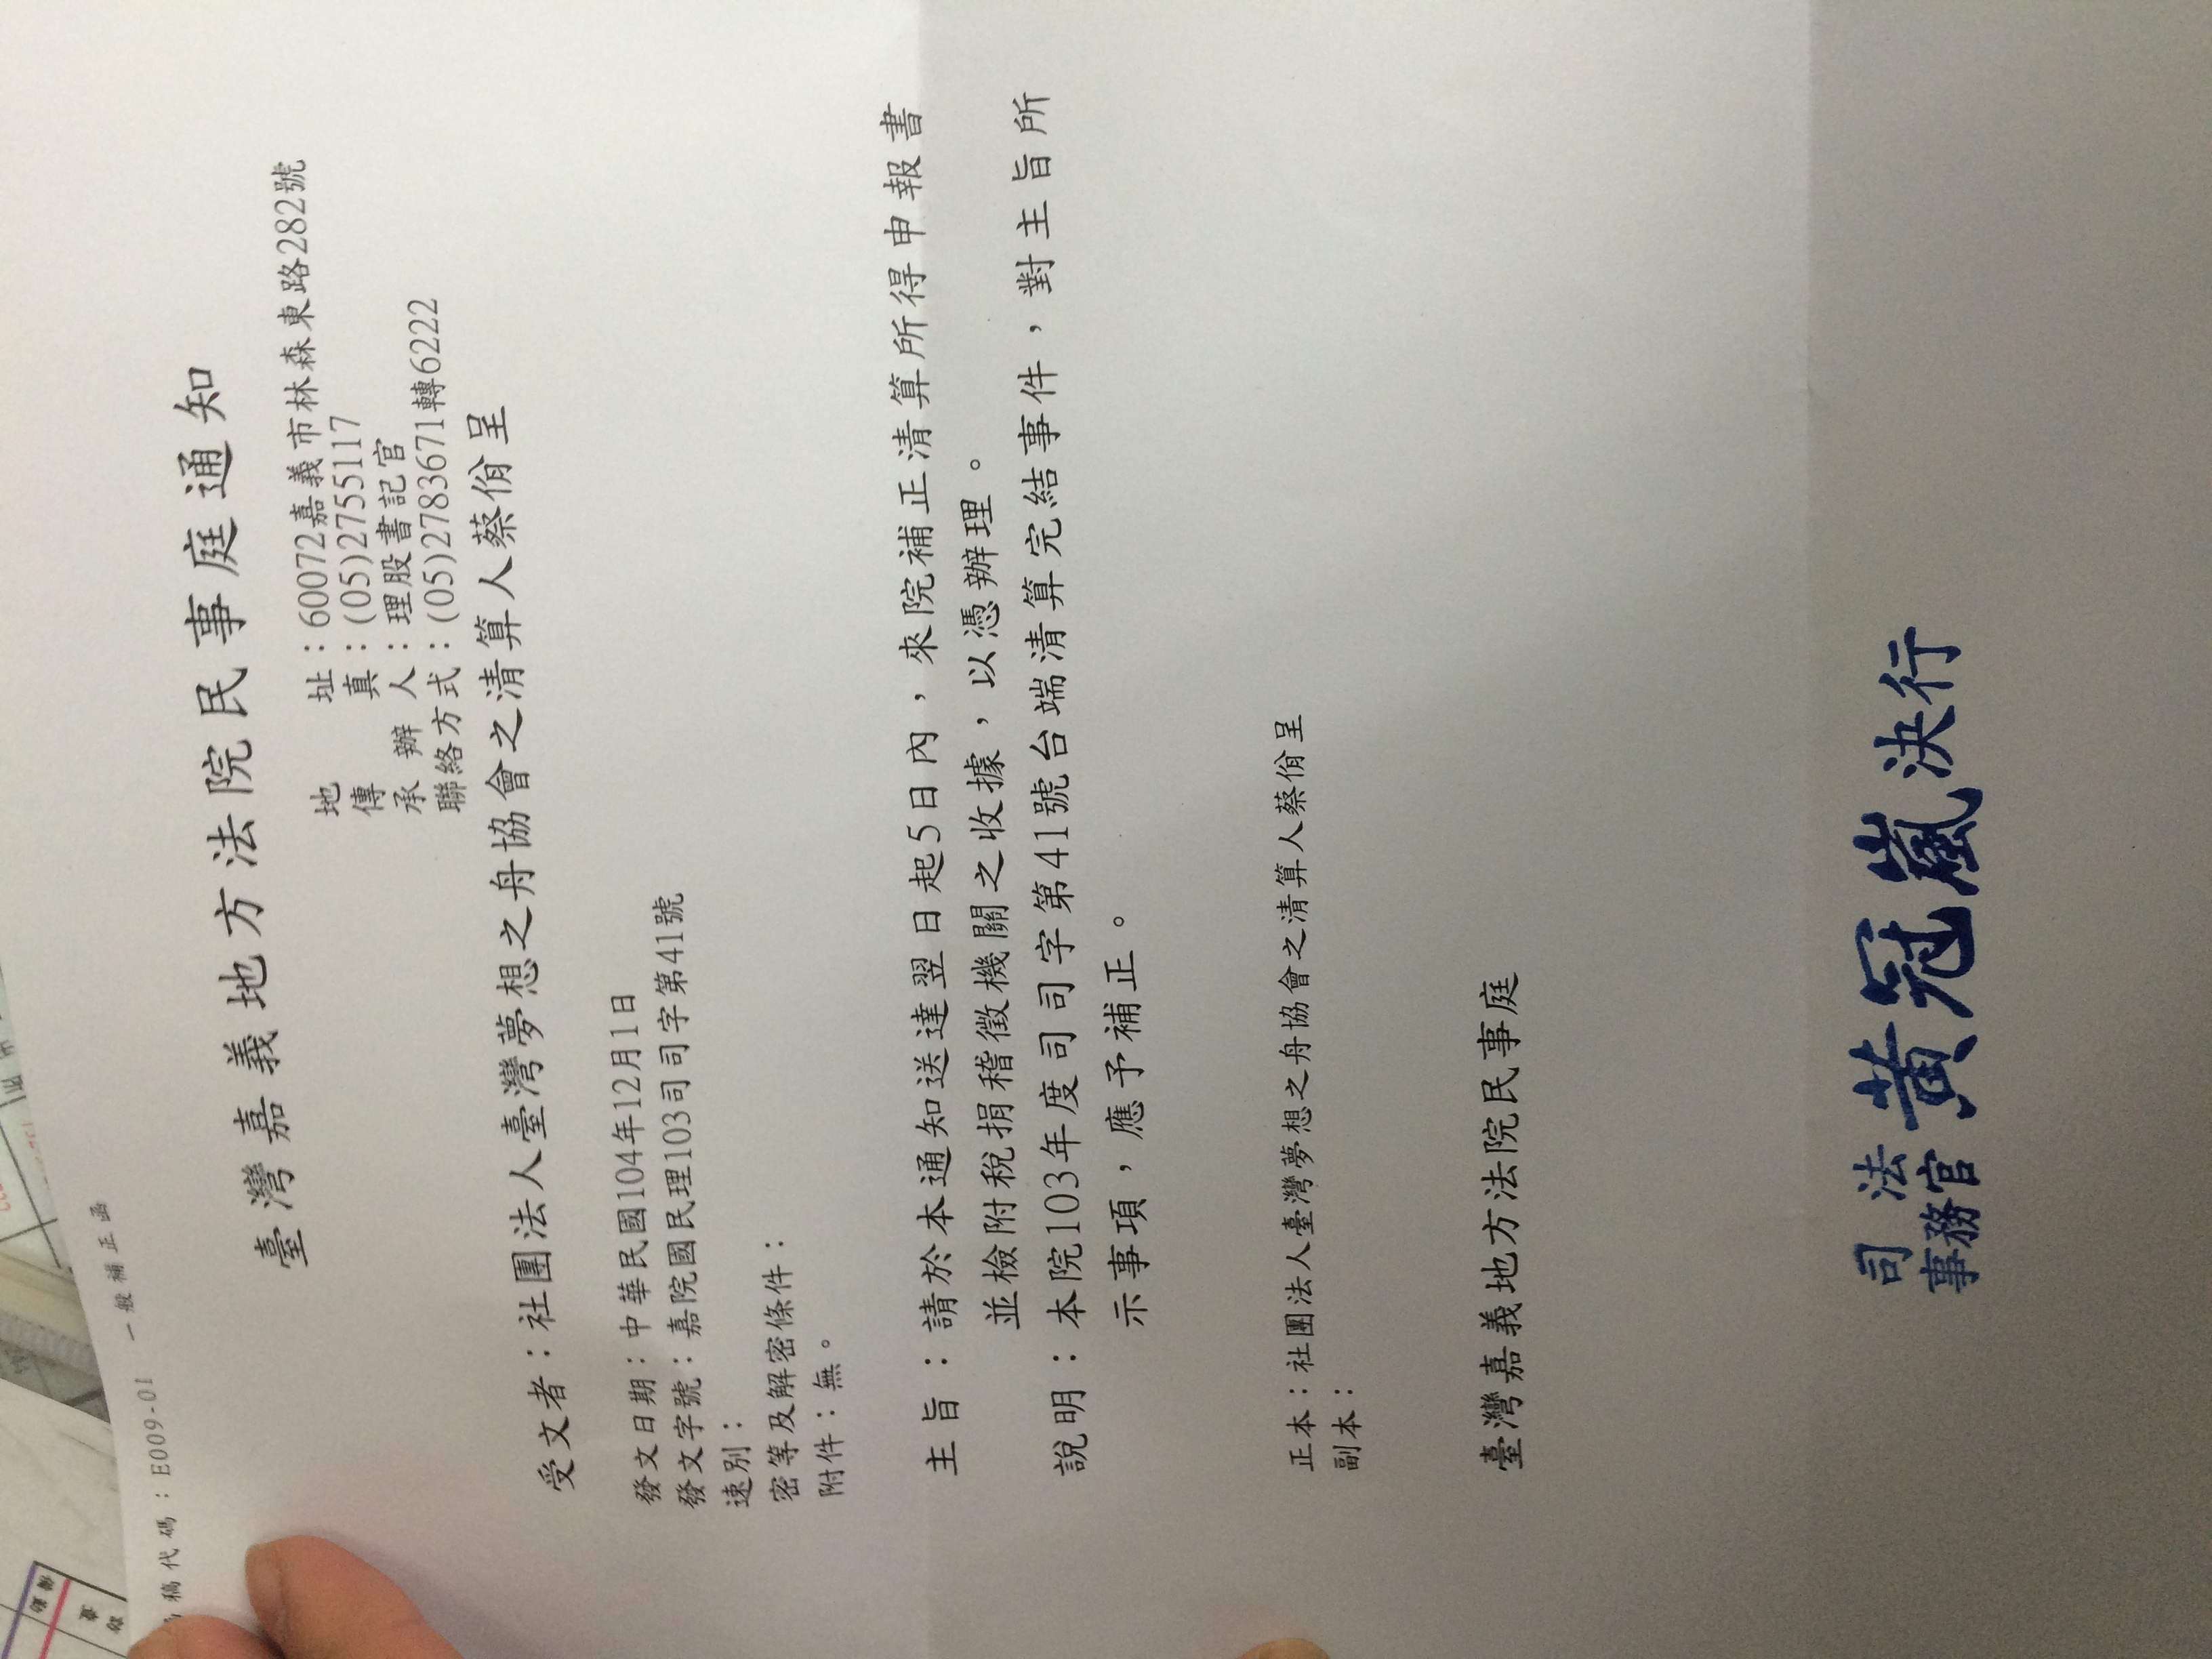 稿代碼：E009-01 一般補正函
臺灣嘉義地方法院民事庭通知
地址：60072嘉義市林森東路282號
傳真：(05)2755117
承辦人：理股書記官
聯絡方式：(05)2783671轉6222
受文者：社團法人臺灣夢想之舟協會之清算人蔡佾呈
發文日期：中華民國104年12月1日
發文字號：嘉院國民理103司司字第41號
速別：
密等及解密條件：
附件：無。
主旨：請於本通知送達翌日起5日內，來院補正清算所得申報書
並檢附稅捐稽徵機關之收據，以憑辦理。
說明：本院103年度司司字第41號台端清算完結事件，對主旨所
示事項，應予補正。
正本：社團法人臺灣夢想之舟協會之清算人蔡佾呈
副本：
臺灣嘉義地方法院民事庭
司法事務官黃冠嵐決行